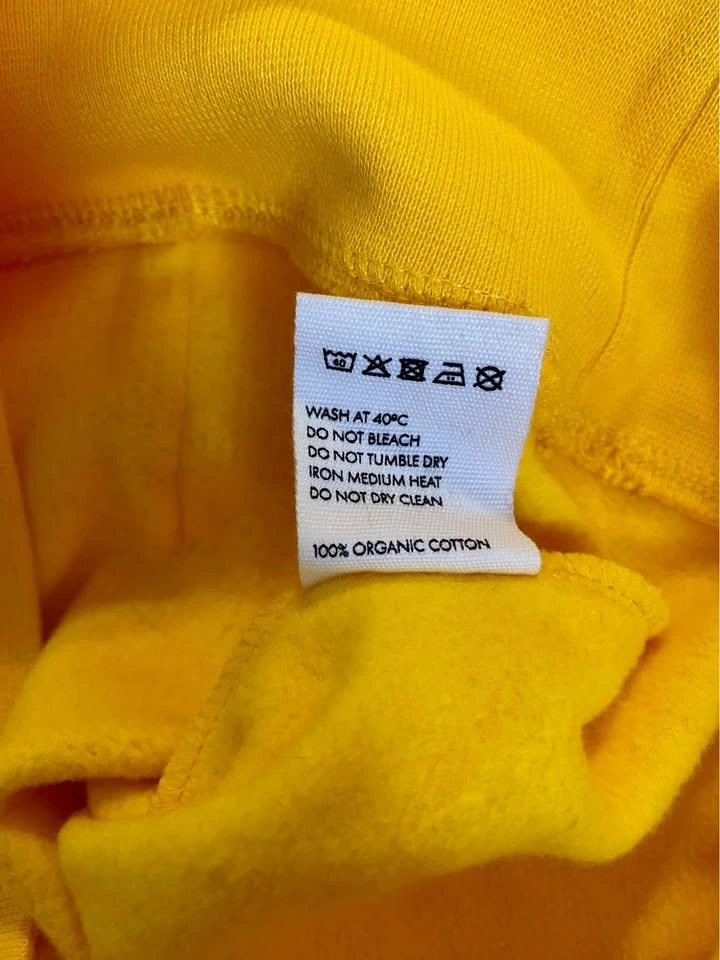 40
WASH AT 40ºC
DO NOT BLEACH
DO NOT TUMBLE DRY
IRON MEDIUM HEAT
DO NOT DRY CLEAN
100% ORGANIC COTTON